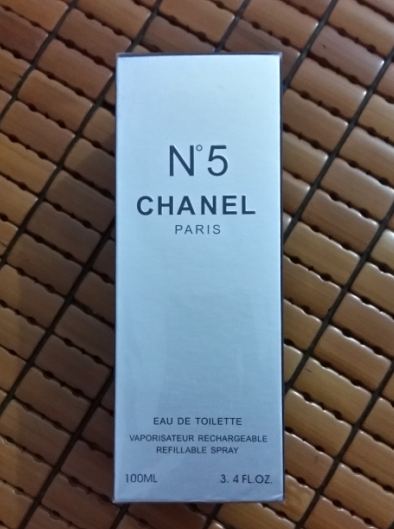 N°5
CHANEL
PARIS
EAU DE TOILETTE
VAPORISATEUR RECHARGEABLE
REFILLABLE SPRAY
100ML 3. 4 FL.OZ.